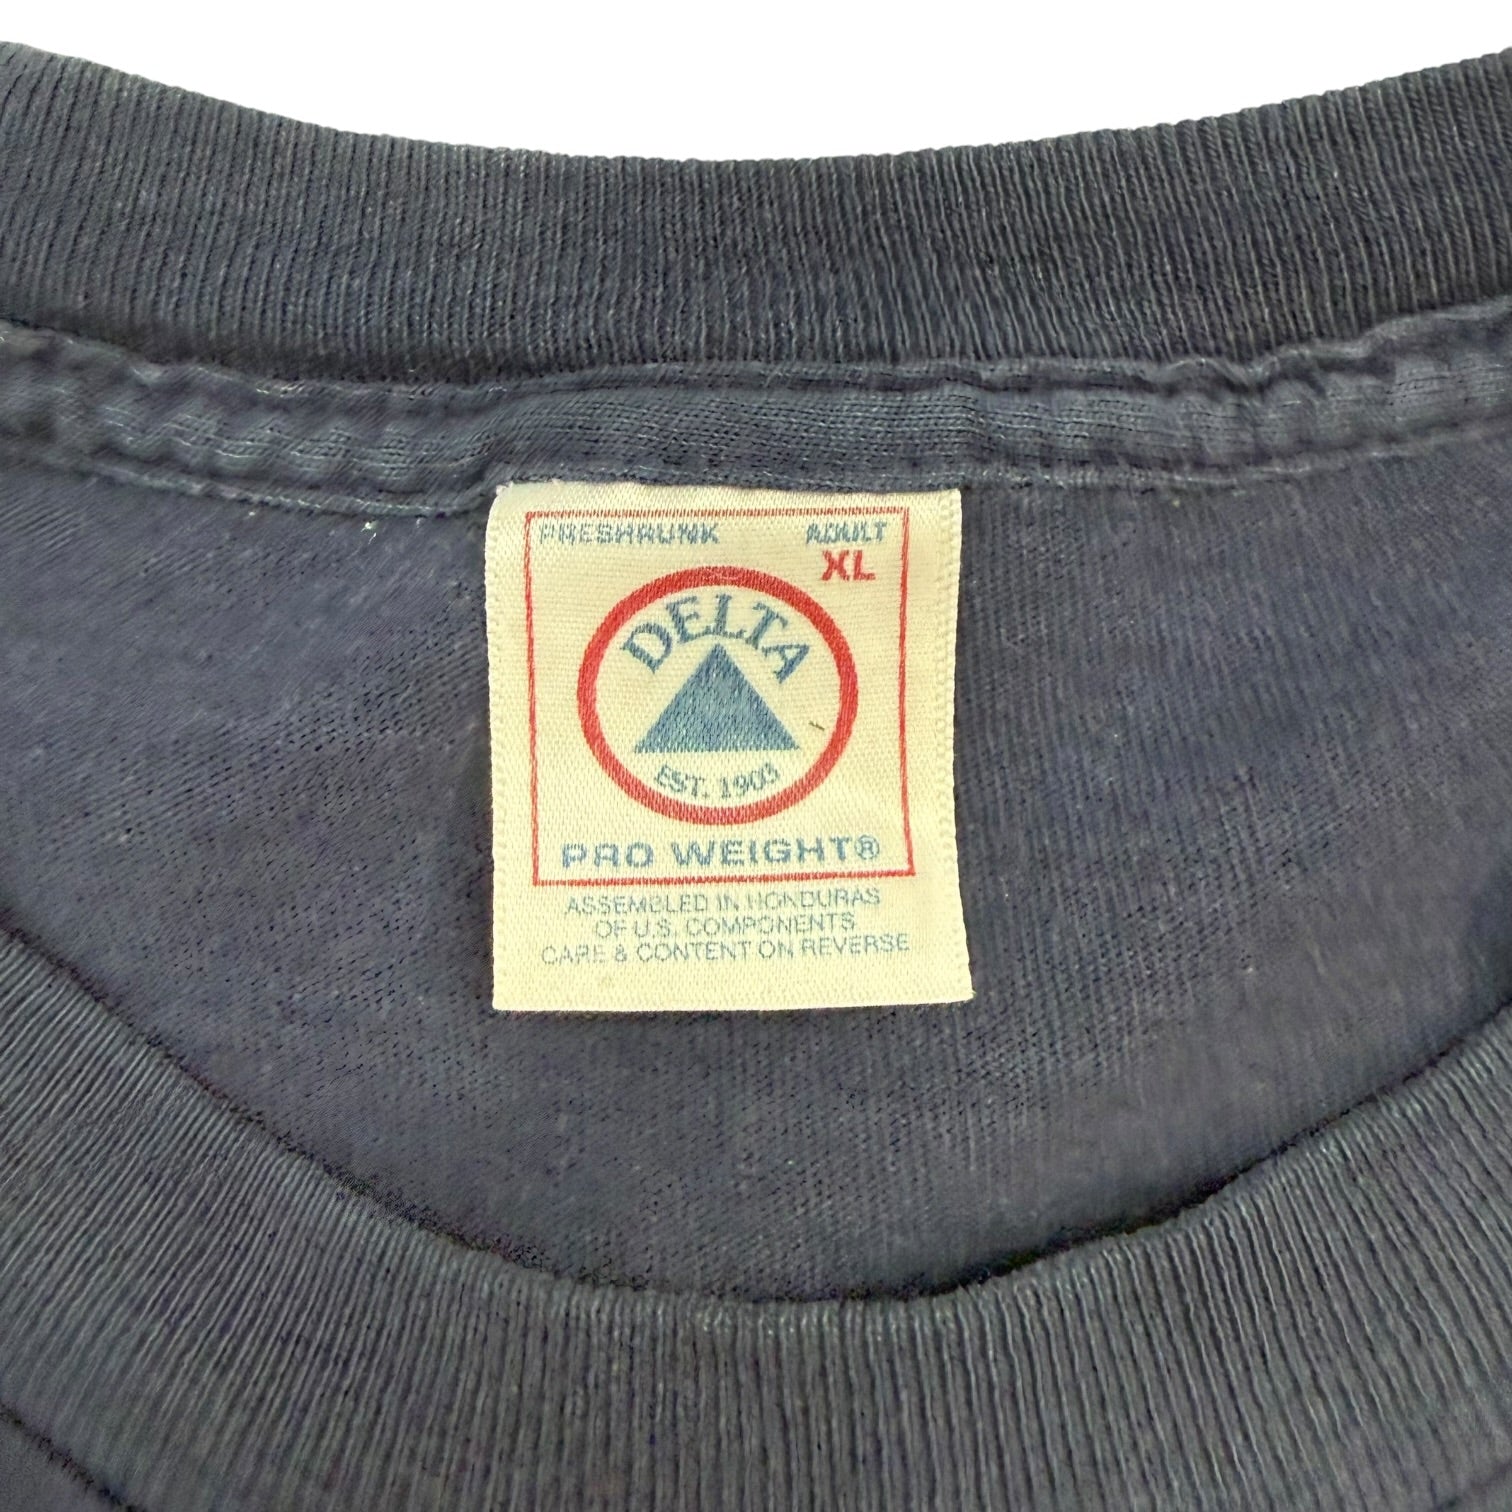 PRESHRUNK ADULT
XL
DELTA
EST. 1903
PRO WEIGHT®
ASSEMBLED IN HONDURAS
OF U.S. COMPONENTS
CARE & CONTENT ON REVERSE